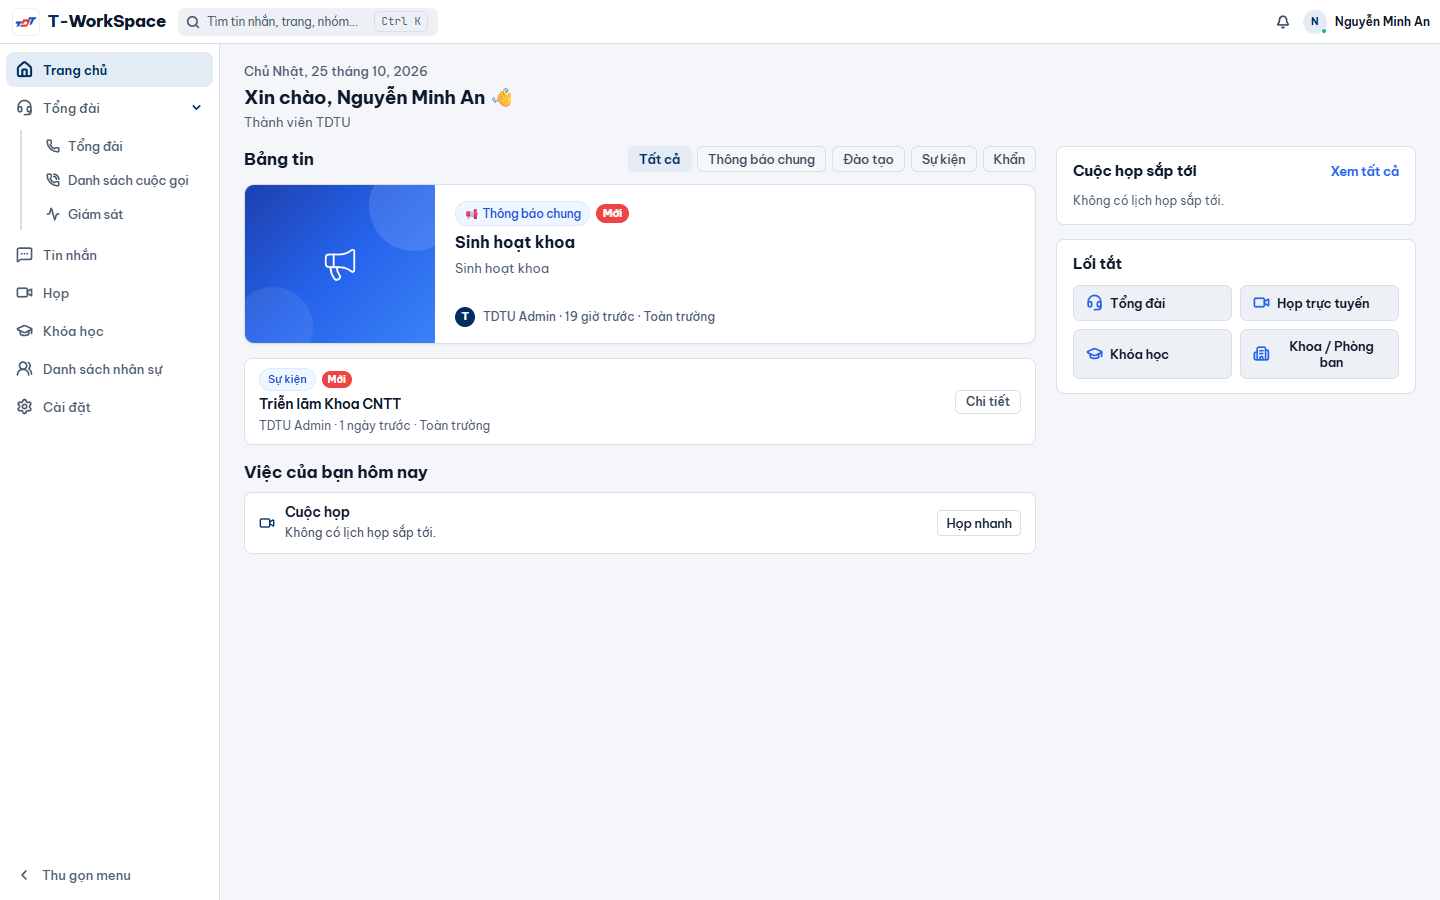 TDT T-WorkSpace
Tìm tin nhắn, trang, nhóm... Ctrl K
N Nguyễn Minh An
Trang chủ
Tổng đài
Tổng đài
Danh sách cuộc gọi
Giám sát
Tin nhắn
Họp
Khóa học
Danh sách nhân sự
Cài đặt
Thu gọn menu
Chủ Nhật, 25 tháng 10, 2026
Xin chào, Nguyễn Minh An 👋
Thành viên TDTU
Bảng tin
Tất cả Thông báo chung Đào tạo Sự kiện Khẩn
Thông báo chung Mới
Sinh hoạt khoa
Sinh hoạt khoa
T TDTU Admin · 19 giờ trước · Toàn trường
Sự kiện Mới
Triễn lãm Khoa CNTT
TDTU Admin · 1 ngày trước · Toàn trường
Chi tiết
Việc của bạn hôm nay
Cuộc họp
Không có lịch họp sắp tới.
Họp nhanh
Cuộc họp sắp tới Xem tất cả
Không có lịch họp sắp tới.
Lối tắt
Tổng đài
Họp trực tuyến
Khóa học
Khoa / Phòng
ban